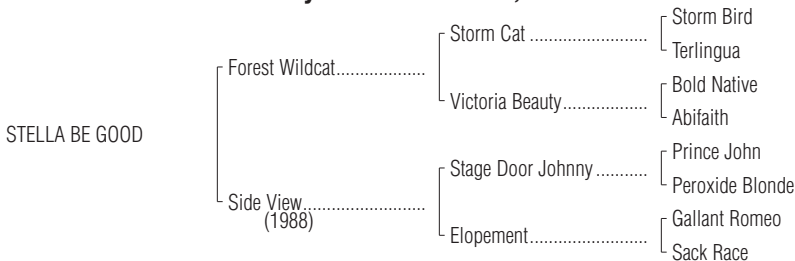 Storm Bird
Storm Cat ..........................
Terlingua
Forest Wildcat....................
Bold Native
Victoria Beauty...................
Abifaith
STELLA BE GOOD
Prince John
Stage Door Johnny ...........
Peroxide Blonde
Side View...........................
(1988)
Gallant Romeo
Elopement..........................
Sack Race